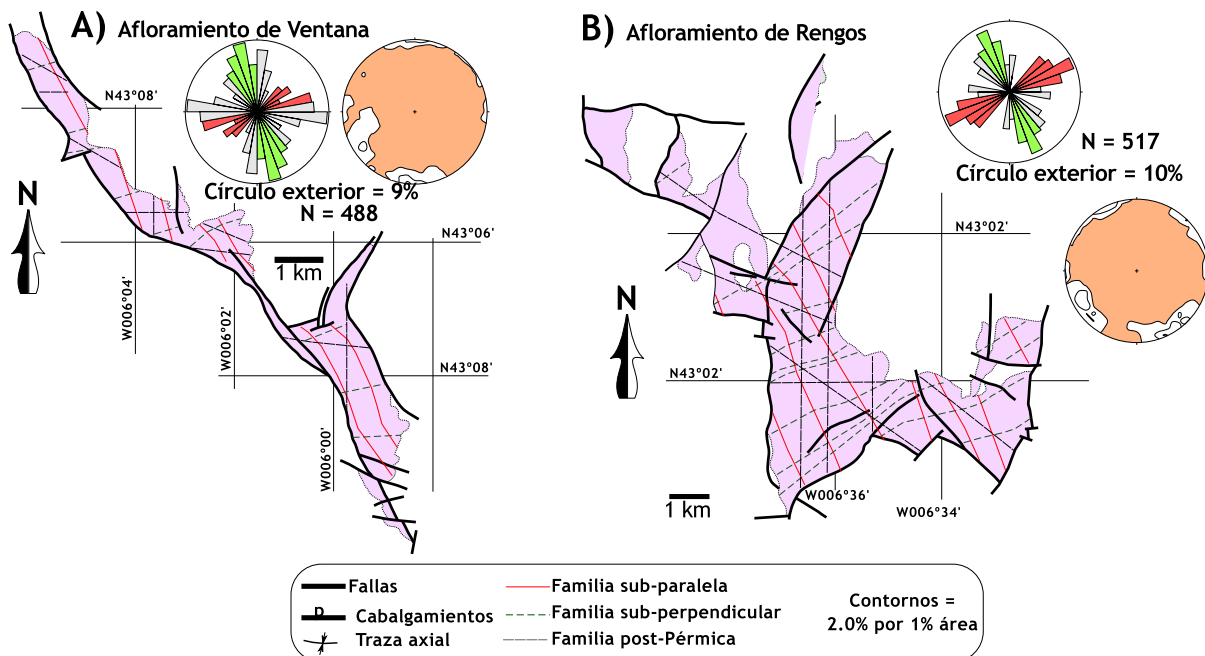 A) Afloramiento de Ventana
N43°08'
Círculo exterior = 9%
N = 488
N
N43°06'
1 km
W006°04'
W006°02'
N43°08'
W006°00'
B) Afloramiento de Rengos
N = 517
Círculo exterior = 10%
N43°02'
N
N43°02'
W006°36'
1 km
W006°34'
Fallas
Cabalgamientos
Traza axial
Familia sub-paralela
Familia sub-perpendicular
Familia post-Pérmica
Contornos =
2.0% por 1% área